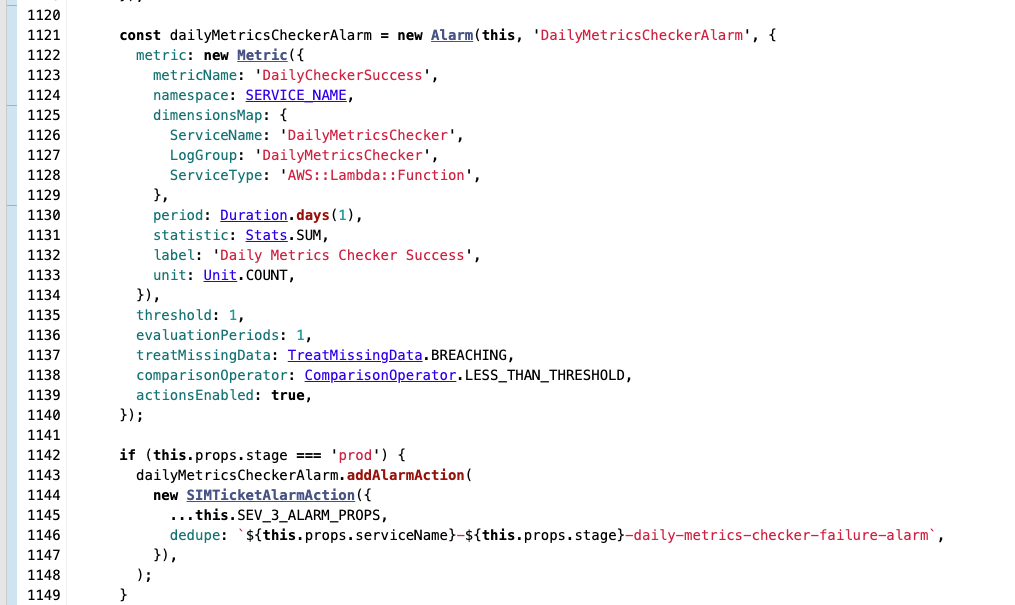 1120
1121 const dailyMetricsCheckerAlarm = new Alarm(this, 'DailyMetricsCheckerAlarm', {
1122 metric: new Metric({
1123 metricName: 'DailyCheckerSuccess',
1124 namespace: SERVICE_NAME,
1125 dimensionsMap: {
1126 ServiceName: 'DailyMetricsChecker',
1127 LogGroup: 'DailyMetricsChecker',
1128 ServiceType: 'AWS::Lambda::Function',
1129 },
1130 period: Duration.days(1),
1131 statistic: Stats.SUM,
1132 label: 'Daily Metrics Checker Success',
1133 unit: Unit.COUNT,
1134 }),
1135 threshold: 1,
1136 evaluationPeriods: 1,
1137 treatMissingData: TreatMissingData.BREACHING,
1138 comparisonOperator: ComparisonOperator.LESS_THAN_THRESHOLD,
1139 actionsEnabled: true,
1140 });
1141
1142 if (this.props.stage === 'prod') {
1143 dailyMetricsCheckerAlarm.addAlarmAction(
1144 new SIMTicketAlarmAction({
1145 ...this.SEV_3_ALARM_PROPS,
1146 dedupe: `${this.props.serviceName}-${this.props.stage}-daily-metrics-checker-failure-alarm`,
1147 }),
1148 );
1149 }